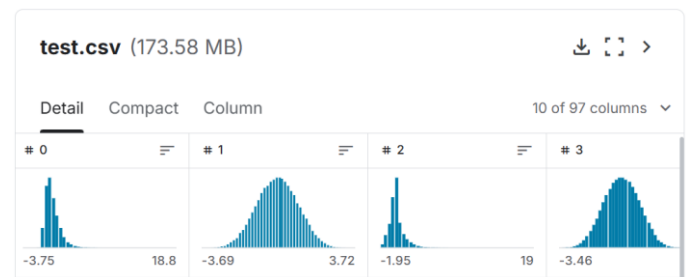 test.csv (173.58 MB)
Detail Compact Column 10 of 97 columns
# 0 # 1 # 2 # 3
-3.75 18.8 -3.69 3.72 -1.95 19 -3.46